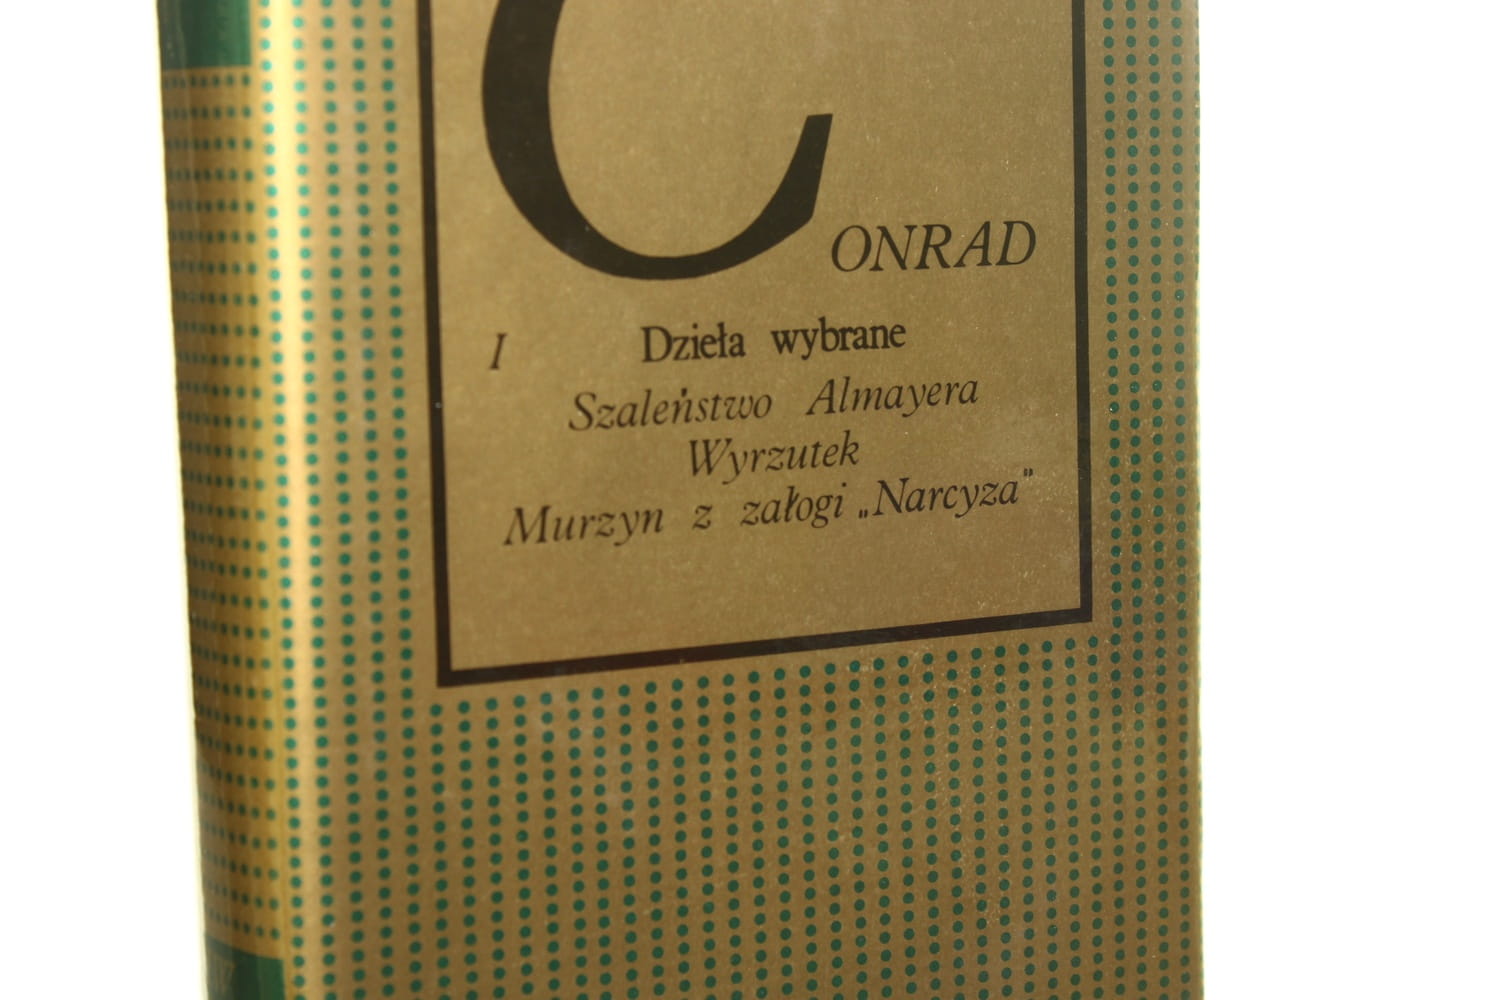 CONRAD
I Dzieła wybrane
Szaleństwo Almayera
Wyrzutek
Murzyn z załogi „Narcyza”